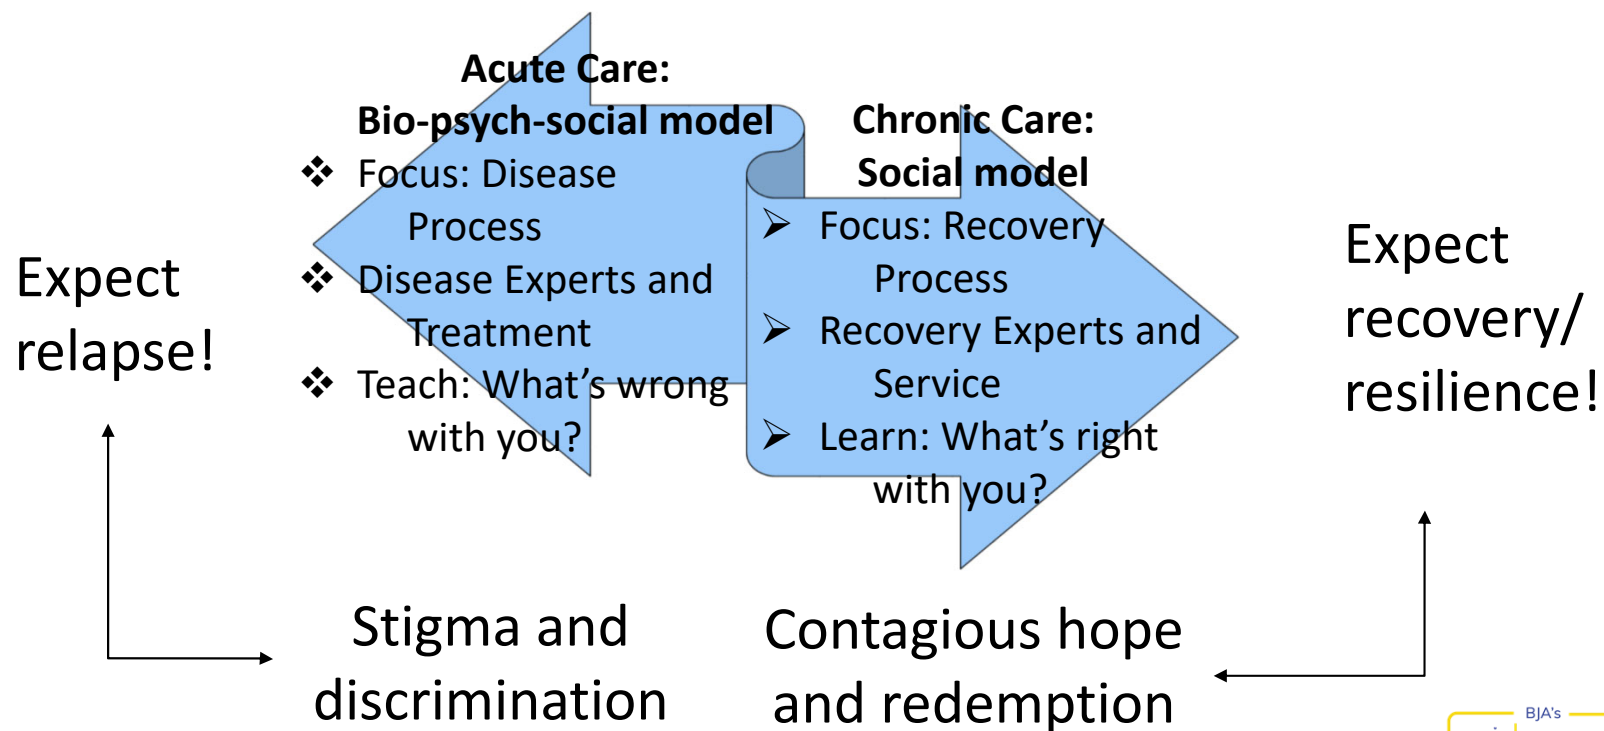 Acute Care:
Bio-psych-social model
❖ Focus: Disease
Process
❖ Disease Experts and
Treatment
❖ Teach: What’s wrong
with you?
Chronic Care:
Social model
➢ Focus: Recovery
Process
➢ Recovery Experts and
Service
➢ Learn: What’s right
with you?
Expect
relapse!
Expect
recovery/
resilience!
Stigma and
discrimination
Contagious hope
and redemption
BJA's